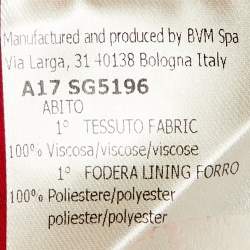 Manufactured and produced by BVM Spa
Via Larga, 31 40138 Bologna Italy
A17 SG5196
ABITO
1° TESSUTO FABRIC
100% Viscosa/viscose/viscose
1° FODERA LINING FORRO
100% Poliestere/polyester
poliester/polyester